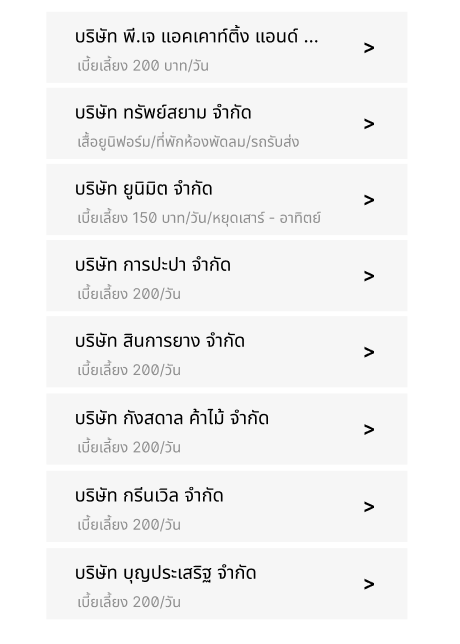 บริษัท พี.เจ แอคเคาท์ติ้ง แอนด์ ...
เบี้ยเลี้ยง 200 บาท/วัน
>
บริษัท ทรัพย์สยาม จำกัด
เสื้อยูนิฟอร์ม/ที่พักห้องพัดลม/รถรับส่ง
>
บริษัท ยูนิมิต จำกัด
เบี้ยเลี้ยง 150 บาท/วัน/หยุดเสาร์ - อาทิตย์
>
บริษัท การปะปา จำกัด
เบี้ยเลี้ยง 200/วัน
>
บริษัท สินการยาง จำกัด
เบี้ยเลี้ยง 200/วัน
>
บริษัท กังสดาล ค้าไม้ จำกัด
เบี้ยเลี้ยง 200/วัน
>
บริษัท กรีนเวิล จำกัด
เบี้ยเลี้ยง 200/วัน
>
บริษัท บุญประเสริฐ จำกัด
เบี้ยเลี้ยง 200/วัน
>